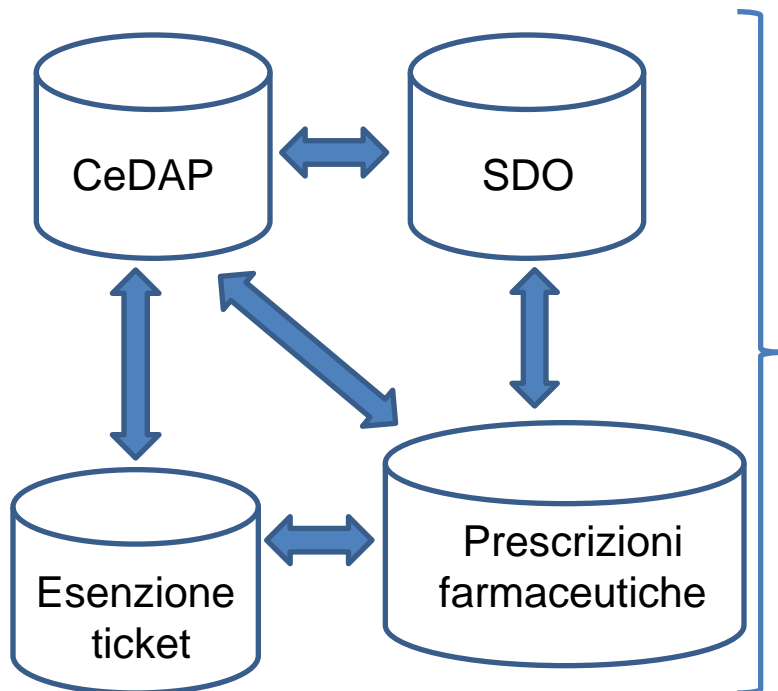 CeDAP
SDO
Esenzione
ticket
Prescrizioni
farmaceutiche